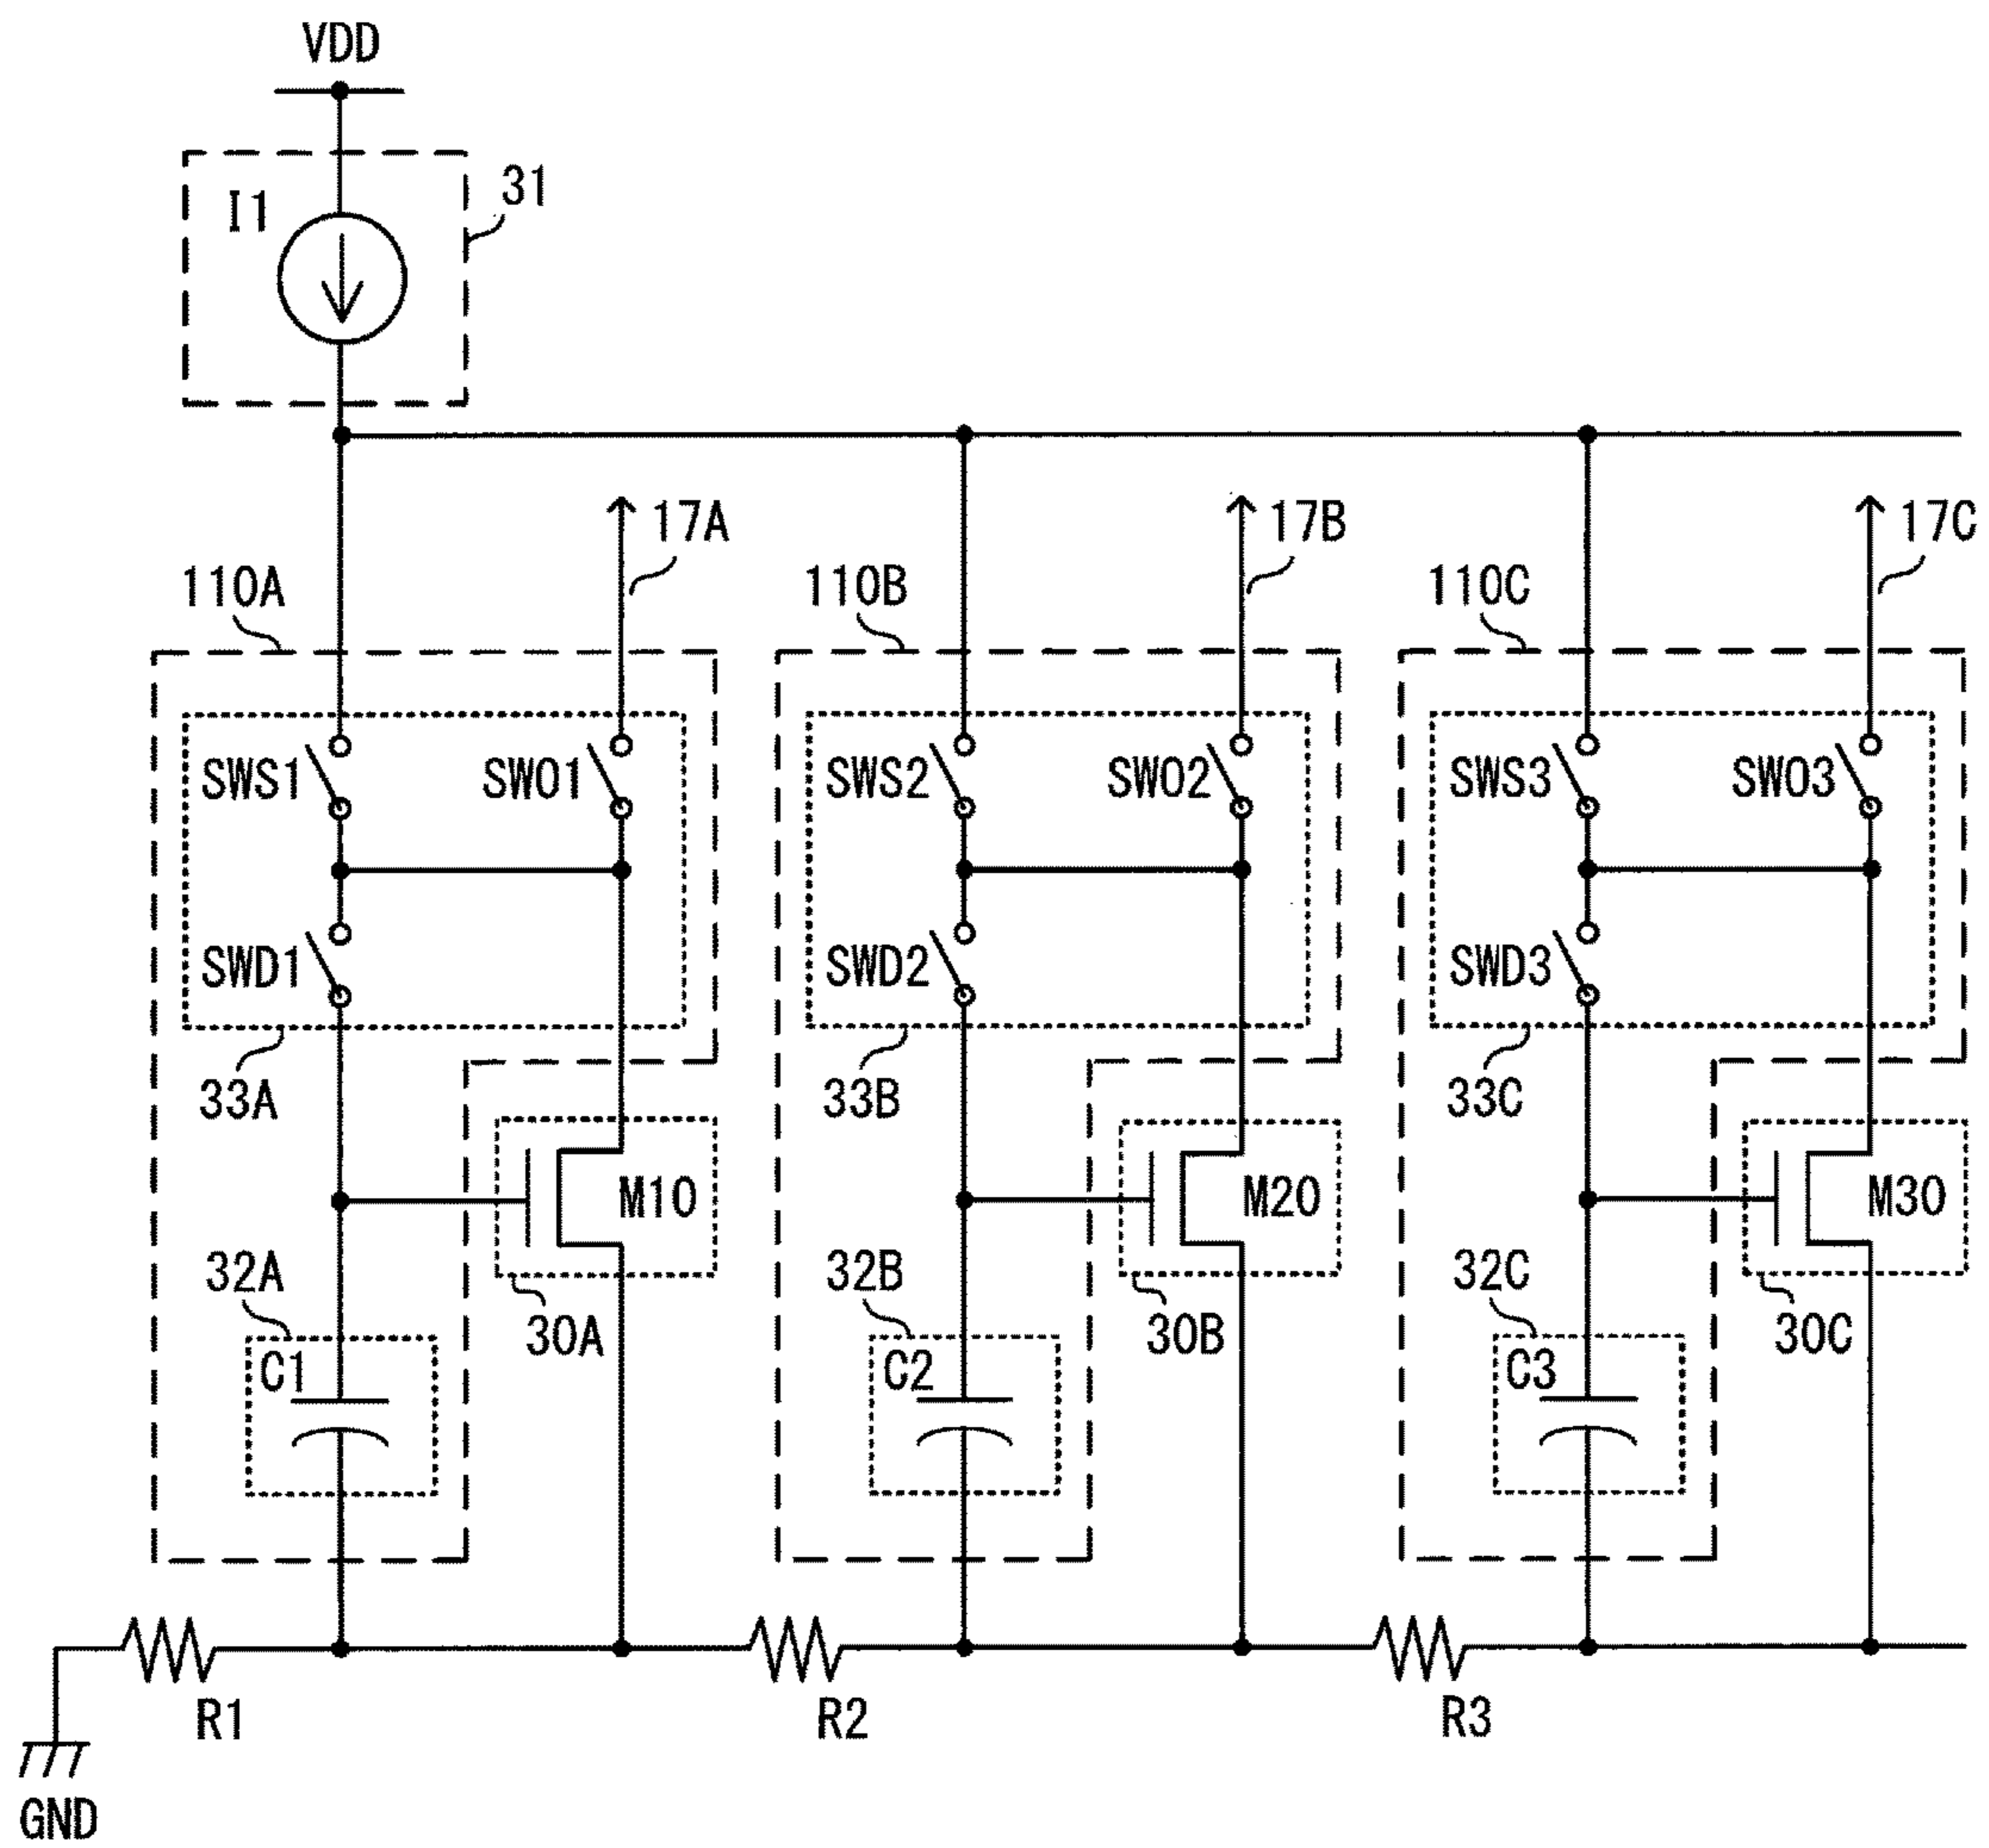 VDD
I1
31
17A
17B
17C
110A
110B
110C
SWS1
SWO1
SWS2
SWO2
SWS3
SWO3
SWD1
SWD2
SWD3
33A
33B
33C
M10
M20
M30
32A
32B
32C
30A
30B
30C
C1
C2
C3
R1
R2
R3
GND